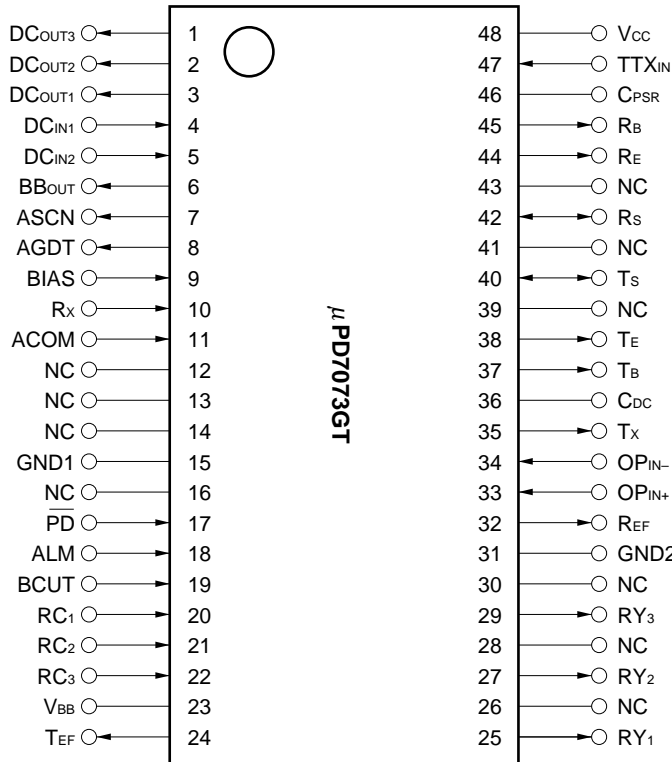 DCOUT3 1 48 VCC
DCOUT2 2 47 TTXIN
DCOUT1 3 46 CPSR
DCIN1 4 45 RB
DCIN2 5 44 RE
BBOUT 6 43 NC
ASCN 7 42 RS
AGDT 8 41 NC
BIAS 9 40 TS
RX 10 39 NC
ACOM 11 38 TE
NC 12 37 TB
NC 13 36 CDC
NC 14 35 TX
GND1 15 34 OPIN–
NC 16 33 OPIN+
PD 17 32 REF
ALM 18 31 GND2
BCUT 19 30 NC
RC1 20 29 RY3
RC2 21 28 NC
RC3 22 27 RY2
VBB 23 26 NC
TEF 24 25 RY1
µPD7073GT